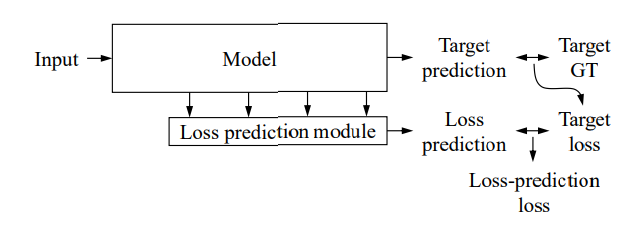 Input
Model
Target
prediction
Target
GT
Loss prediction module
Loss
prediction
Target
loss
Loss-prediction
loss